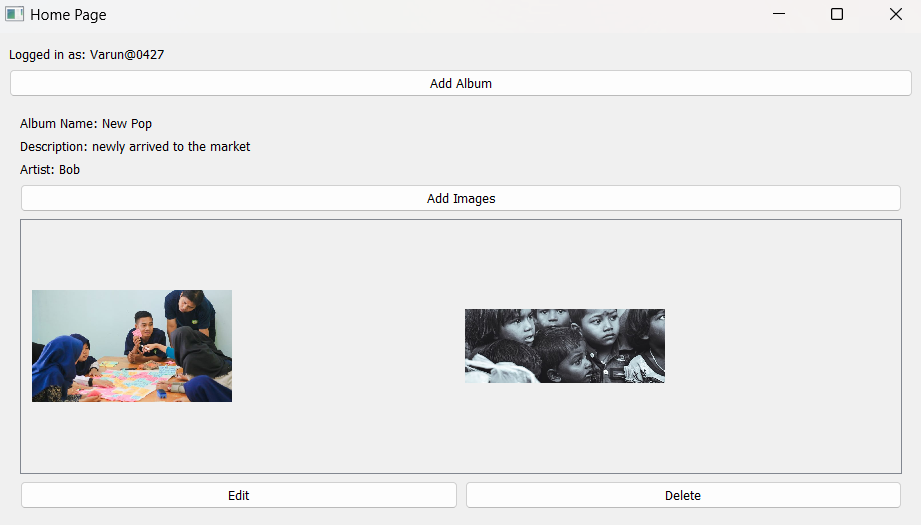 Home Page
Logged in as: Varun@0427
Add Album
Album Name: New Pop
Description: newly arrived to the market
Artist: Bob
Add Images
Edit
Delete